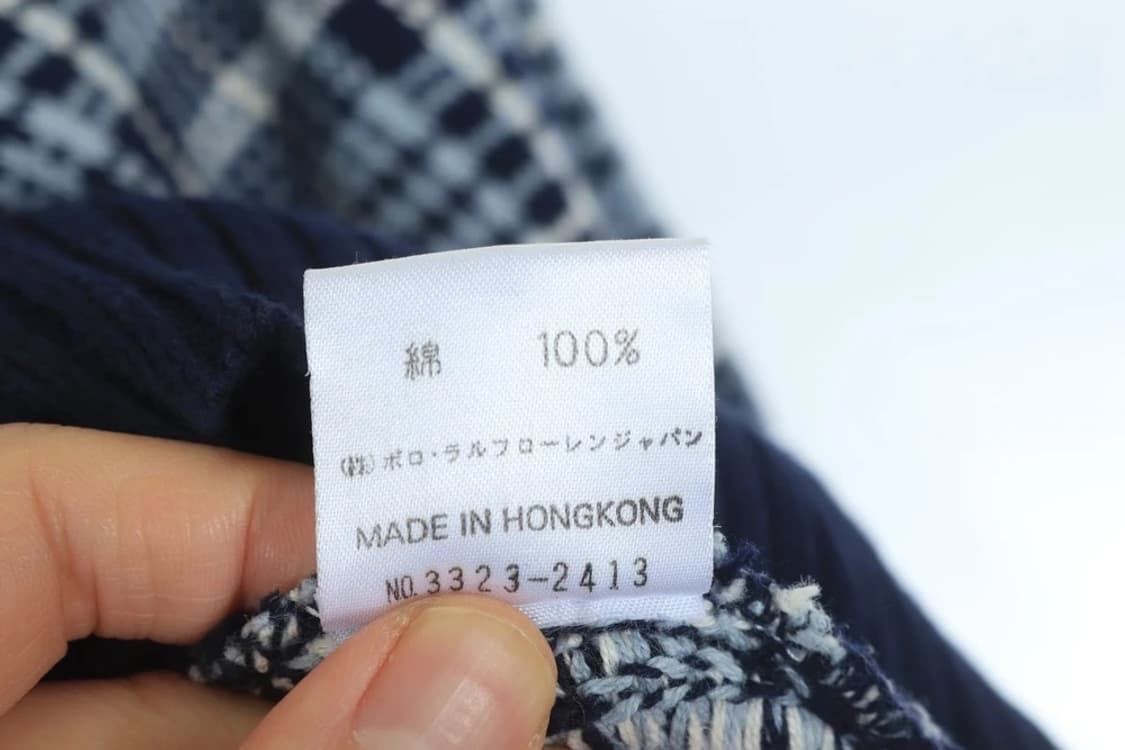 綿 100%
(株)ポロ・ラルフローレンジャパン
MADE IN HONGKONG
NO.3323-2413